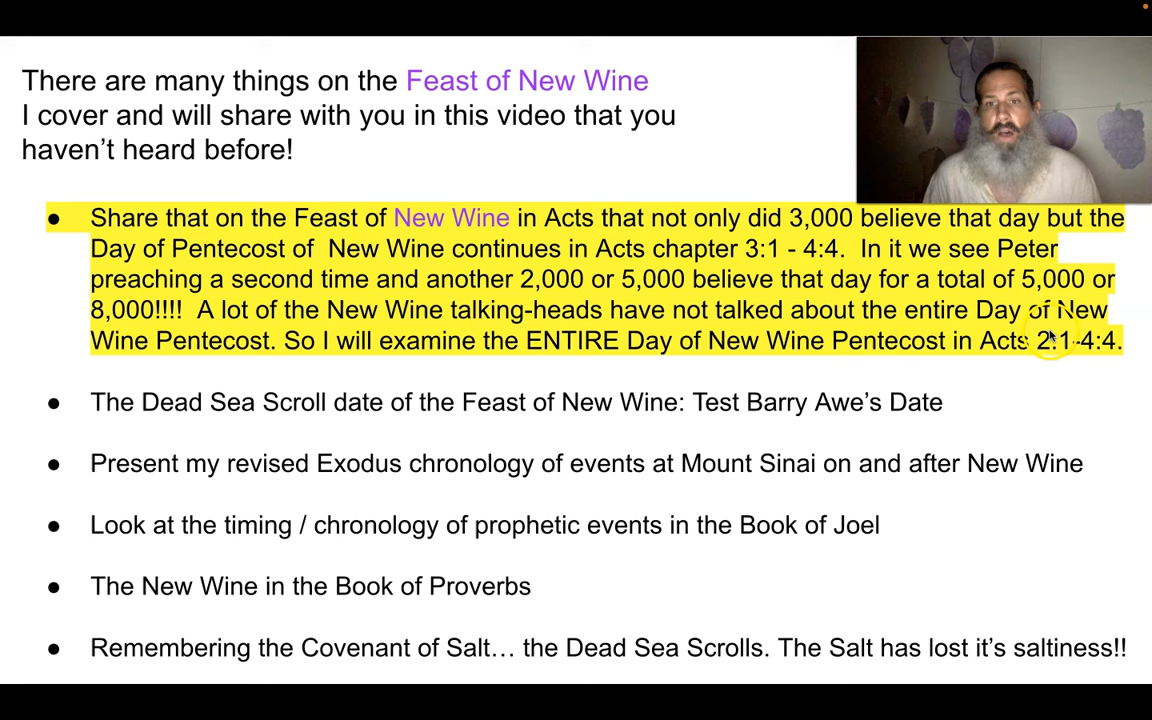 There are many things on the Feast of New Wine
I cover and will share with you in this video that you
haven't heard before!
● Share that on the Feast of New Wine in Acts that not only did 3,000 believe that day but the
Day of Pentecost of New Wine continues in Acts chapter 3:1 - 4:4. In it we see Peter
preaching a second time and another 2,000 or 5,000 believe that day for a total of 5,000 or
8,000!!!! A lot of the New Wine talking-heads have not talked about the entire Day of New
Wine Pentecost. So I will examine the ENTIRE Day of New Wine Pentecost in Acts 2:1-4:4.
● The Dead Sea Scroll date of the Feast of New Wine: Test Barry Awe's Date
● Present my revised Exodus chronology of events at Mount Sinai on and after New Wine
● Look at the timing / chronology of prophetic events in the Book of Joel
● The New Wine in the Book of Proverbs
● Remembering the Covenant of Salt... the Dead Sea Scrolls. The Salt has lost it's saltiness!!